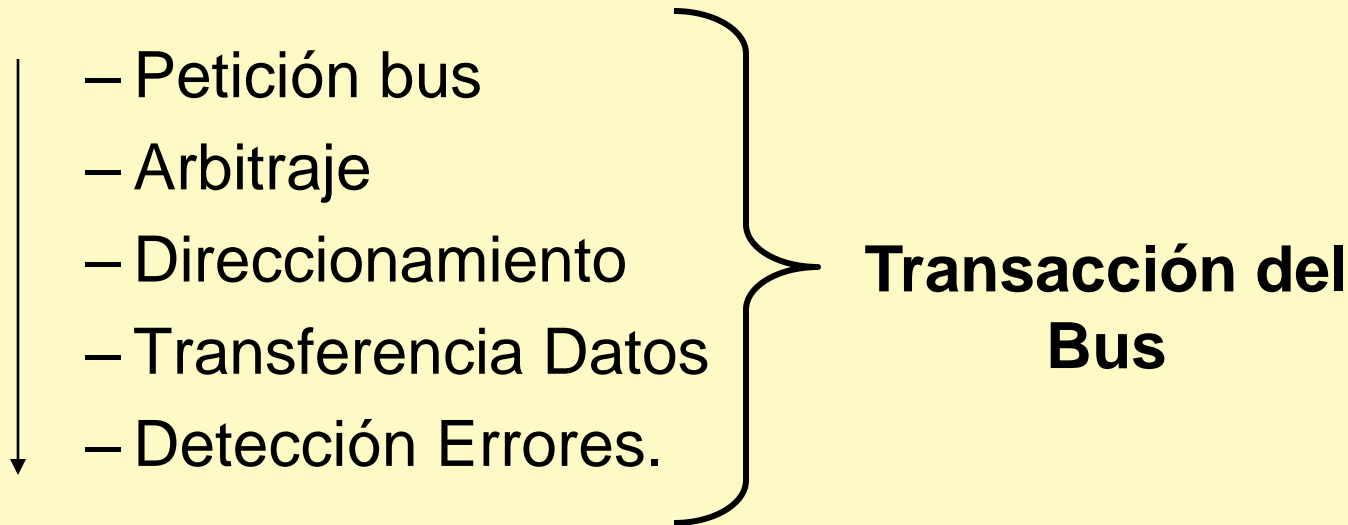 – Petición bus
– Arbitraje
– Direccionamiento
– Transferencia Datos
– Detección Errores.
Transacción del
Bus